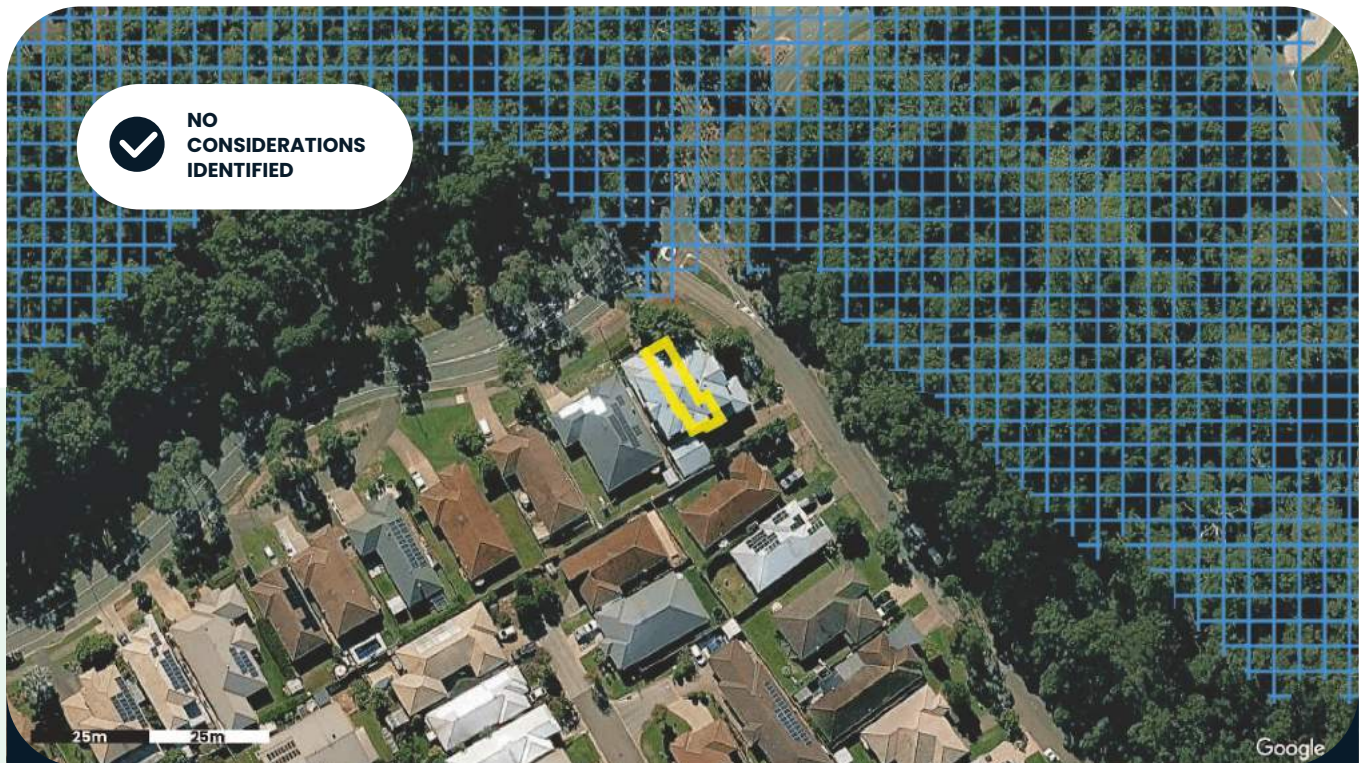 NO
CONSIDERATIONS
IDENTIFIED
25m 25m
Google